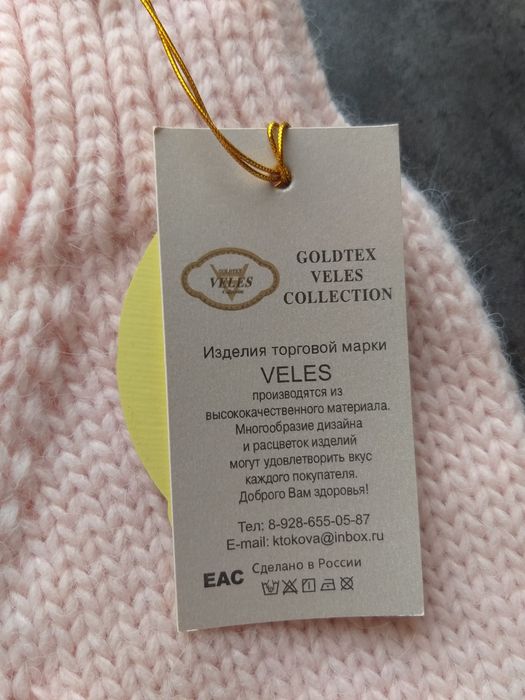 GOLDTEX
VELES
Collection
GOLDTEX
VELES
COLLECTION
Изделия торговой марки
VELES
производятся из
высококачественного материала.
Многообразие дизайна
и расцветок изделий
могут удовлетворить вкус
каждого покупателя.
Доброго Вам здоровья!
Тел: 8-928-655-05-87
E-mail: ktokova@inbox.ru
EAC Сделано в России